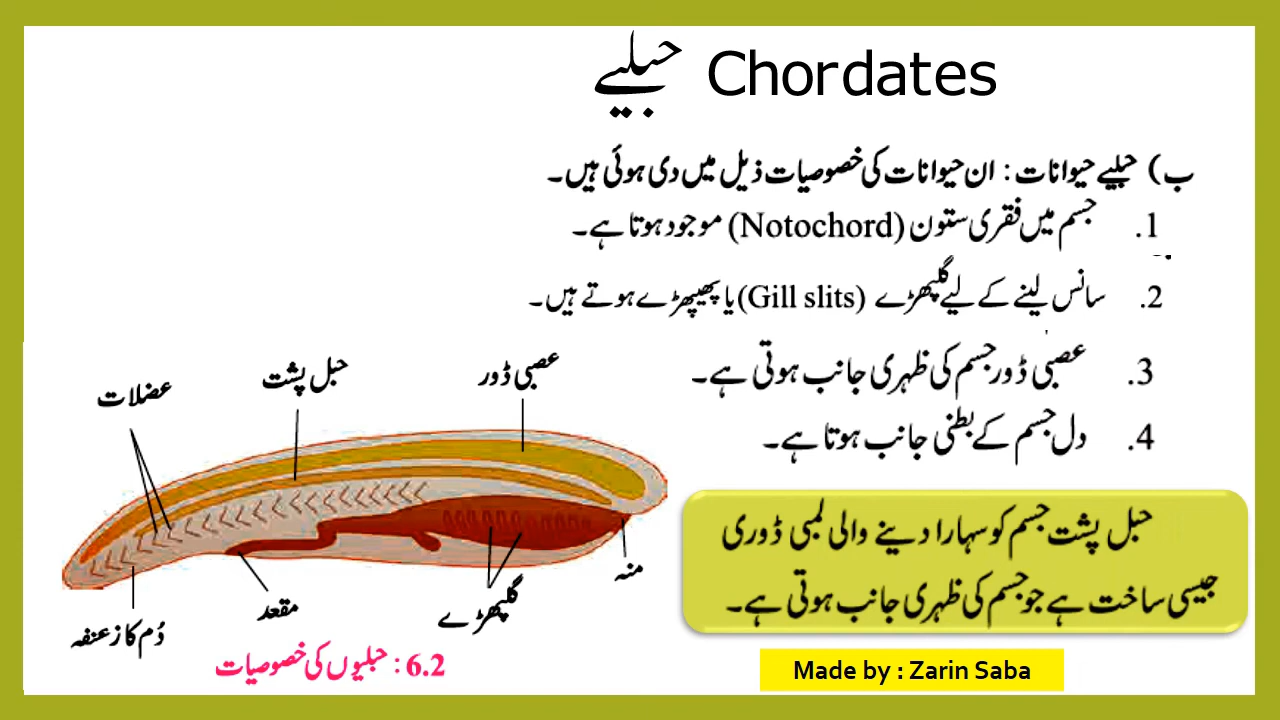 حبلیے Chordates
ب) حبلیے حیوانات : ان حیوانات کی خصوصیات ذیل میں دی ہوئی ہیں۔
1. جسم میں فقری ستون (Notochord) موجود ہوتا ہے۔
2. سانس لینے کے لیے گلپھڑے (Gill slits) یا پھیپھڑے ہوتے ہیں۔
3. عصبی ڈور جسم کی ظہری جانب ہوتی ہے۔
4. دل جسم کے بطنی جانب ہوتا ہے۔
عصبی ڈور
حبل پشت
عضلات
منہ
گلپھڑے
مقعد
دُم کا زعنفہ
6.2 : حبلیوں کی خصوصیات
حبل پشت جسم کو سہارا دینے والی لمبی ڈوری
جیسی ساخت ہے جو جسم کی ظہری جانب ہوتی ہے۔
Made by : Zarin Saba